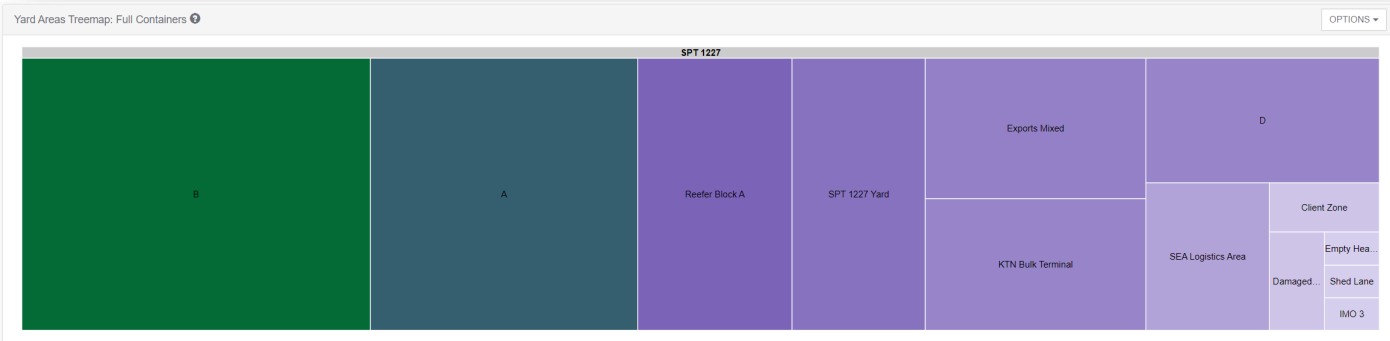 Yard Areas Treemap: Full Containers ?
OPTIONS
SPT 1227
B
A
Reefer Block A
SPT 1227 Yard
Exports Mixed
KTN Bulk Terminal
D
SEA Logistics Area
Client Zone
Damaged...
Empty Hea...
Shed Lane
IMO 3